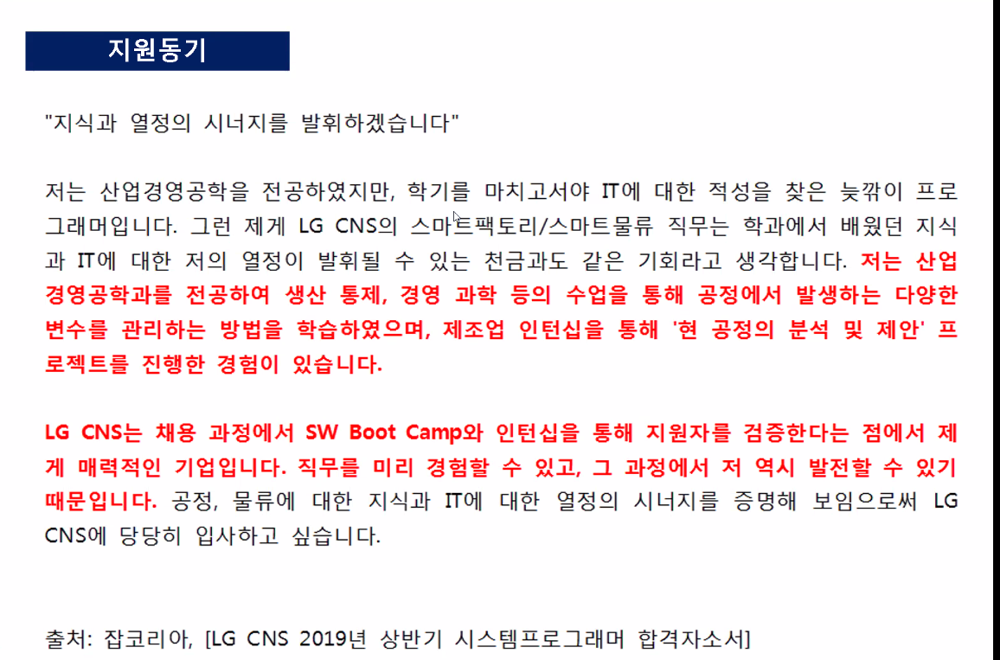 지원동기
"지식과 열정의 시너지를 발휘하겠습니다"
저는 산업경영공학을 전공하였지만, 학기를 마치고서야 IT에 대한 적성을 찾은 늦깎이 프로
그래머입니다. 그런 제게 LG CNS의 스마트팩토리/스마트물류 직무는 학과에서 배웠던 지식
과 IT에 대한 저의 열정이 발휘될 수 있는 천금과도 같은 기회라고 생각합니다. 저는 산업
경영공학과를 전공하여 생산 통제, 경영 과학 등의 수업을 통해 공정에서 발생하는 다양한
변수를 관리하는 방법을 학습하였으며, 제조업 인턴십을 통해 '현 공정의 분석 및 제안' 프
로젝트를 진행한 경험이 있습니다.
LG CNS는 채용 과정에서 SW Boot Camp와 인턴십을 통해 지원자를 검증한다는 점에서 제
게 매력적인 기업입니다. 직무를 미리 경험할 수 있고, 그 과정에서 저 역시 발전할 수 있기
때문입니다. 공정, 물류에 대한 지식과 IT에 대한 열정의 시너지를 증명해 보임으로써 LG
CNS에 당당히 입사하고 싶습니다.
출처: 잡코리아, [LG CNS 2019년 상반기 시스템프로그래머 합격자소서]